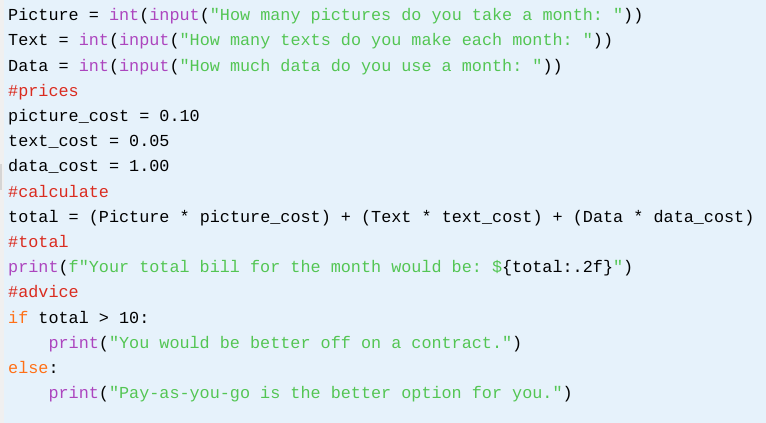 Picture = int(input("How many pictures do you take a month: "))
Text = int(input("How many texts do you make each month: "))
Data = int(input("How much data do you use a month: "))
#prices
picture_cost = 0.10
text_cost = 0.05
data_cost = 1.00
#calculate
total = (Picture * picture_cost) + (Text * text_cost) + (Data * data_cost)
#total
print(f"Your total bill for the month would be: ${total:.2f}")
#advice
if total > 10:
    print("You would be better off on a contract.")
else:
    print("Pay-as-you-go is the better option for you.")